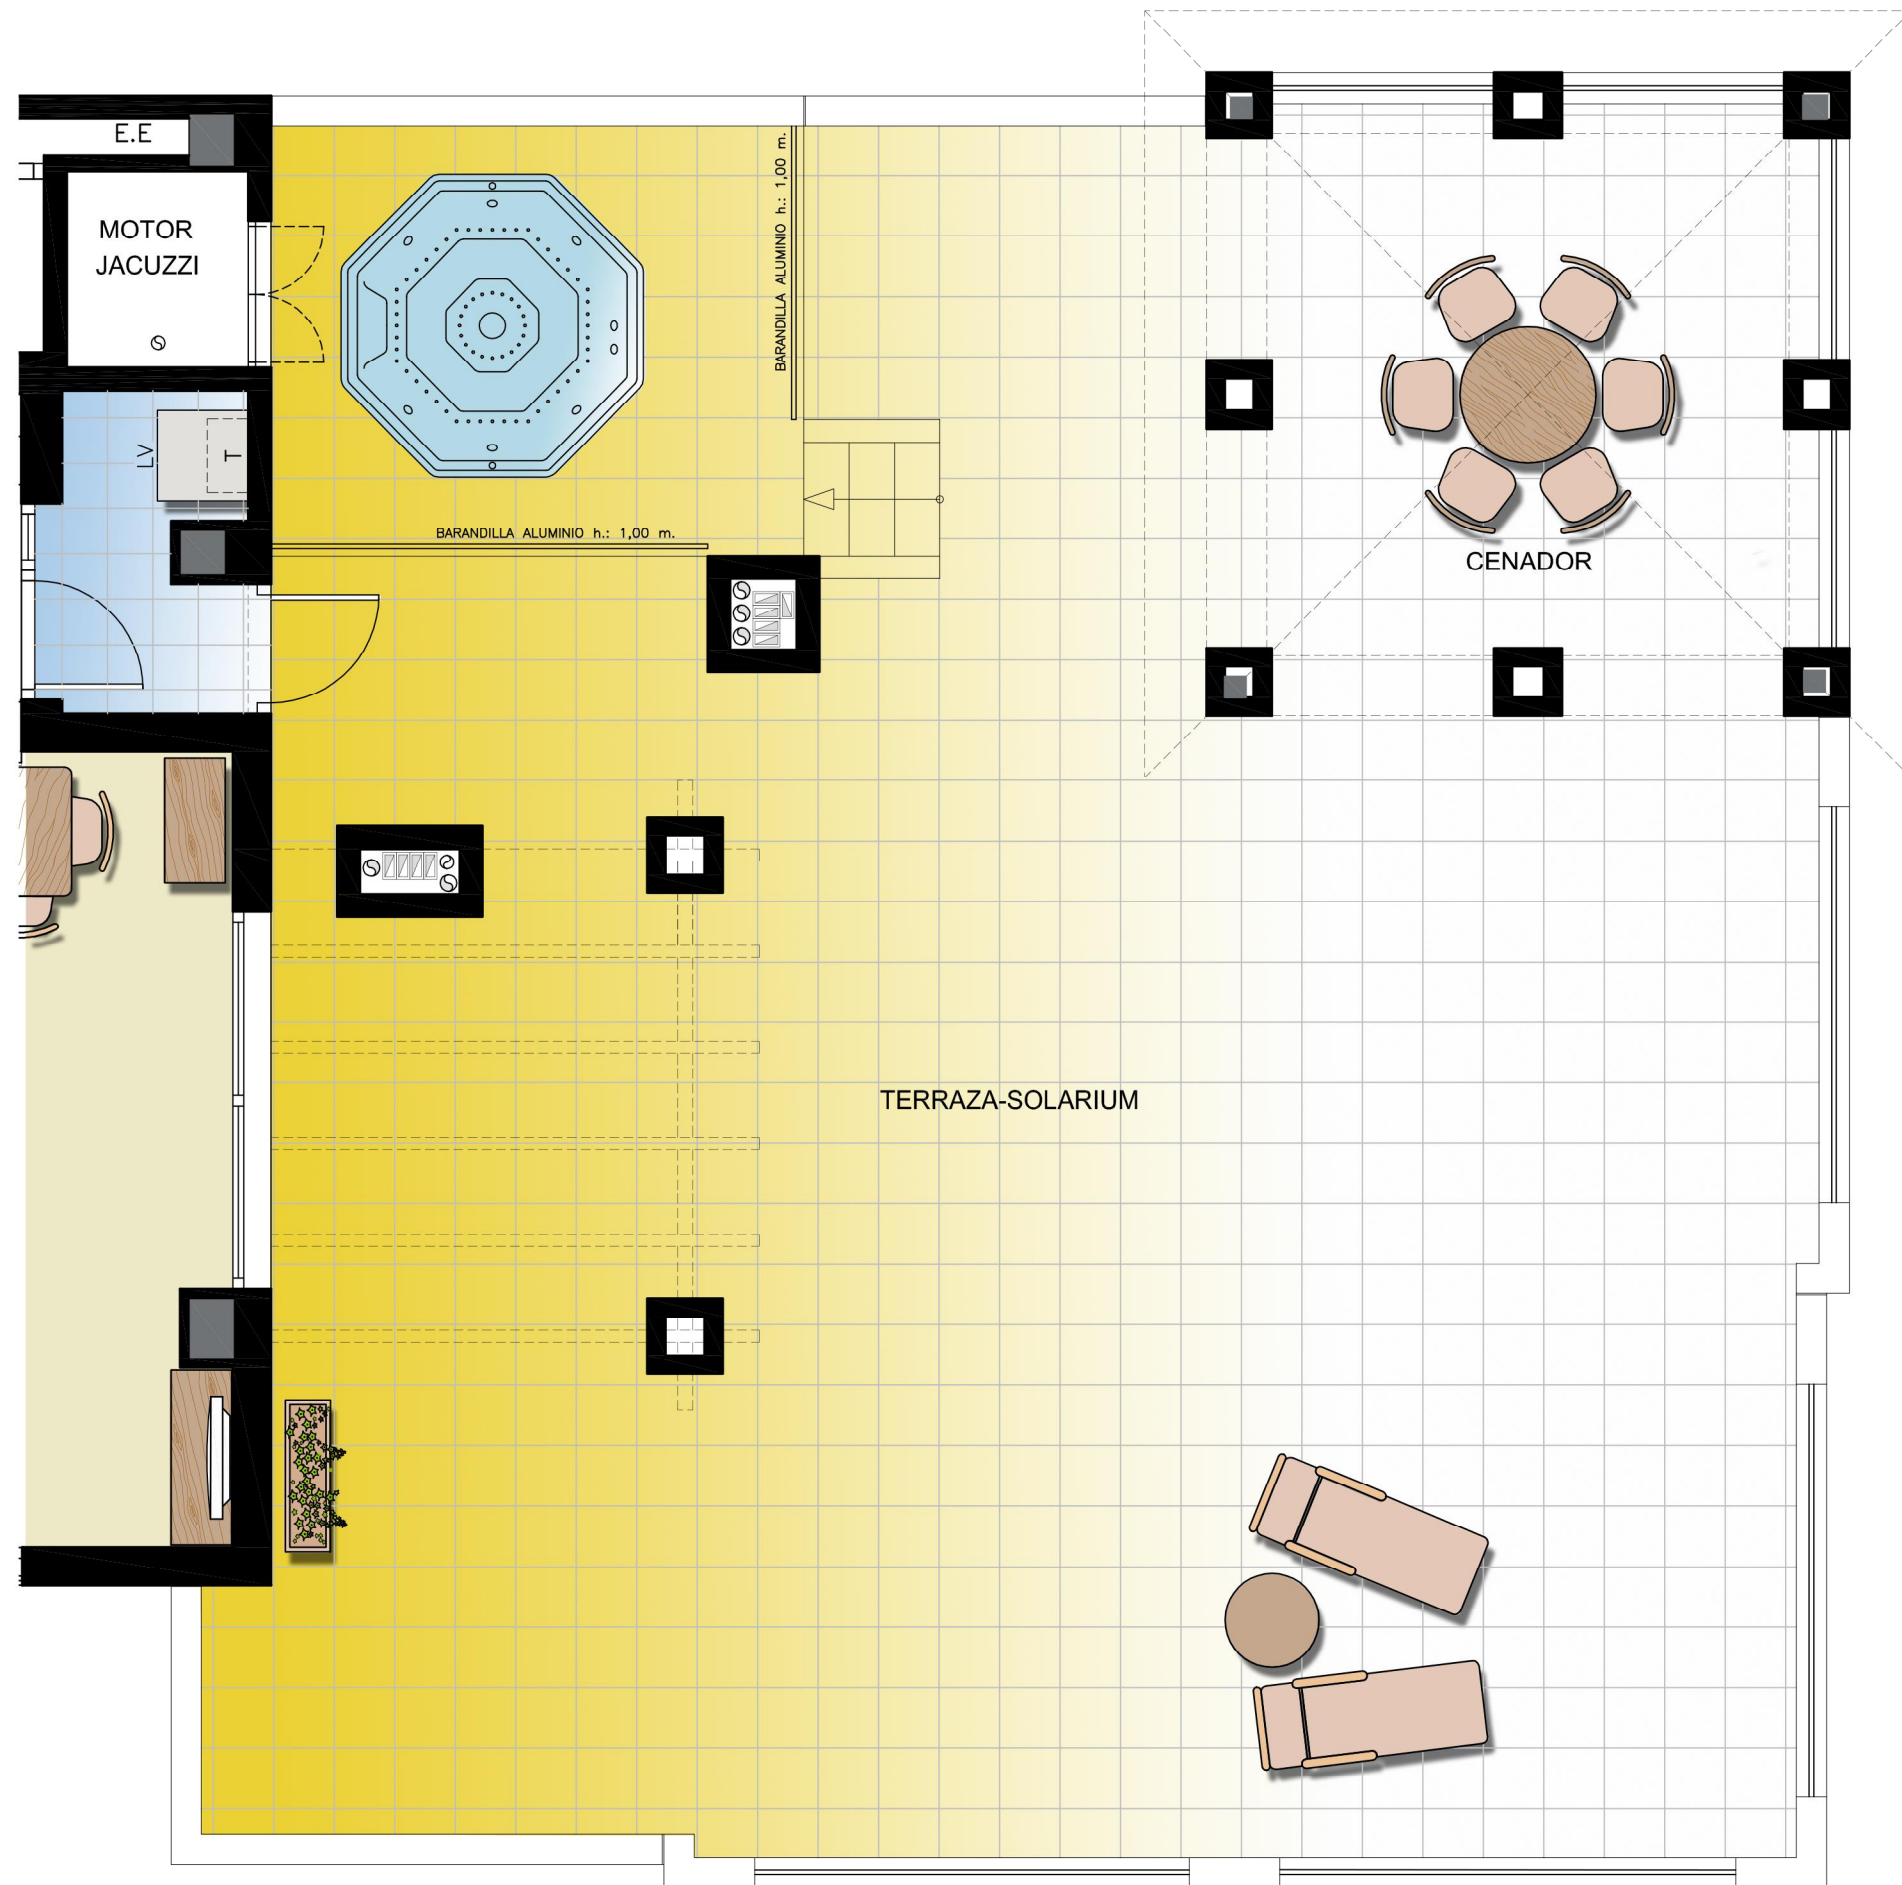 E.E
MOTOR
JACUZZI
BARANDILLA ALUMINIO h.: 1,00 m.
LV
T
BARANDILLA ALUMINIO h.: 1,00 m.
CENADOR
TERRAZA-SOLARIUM